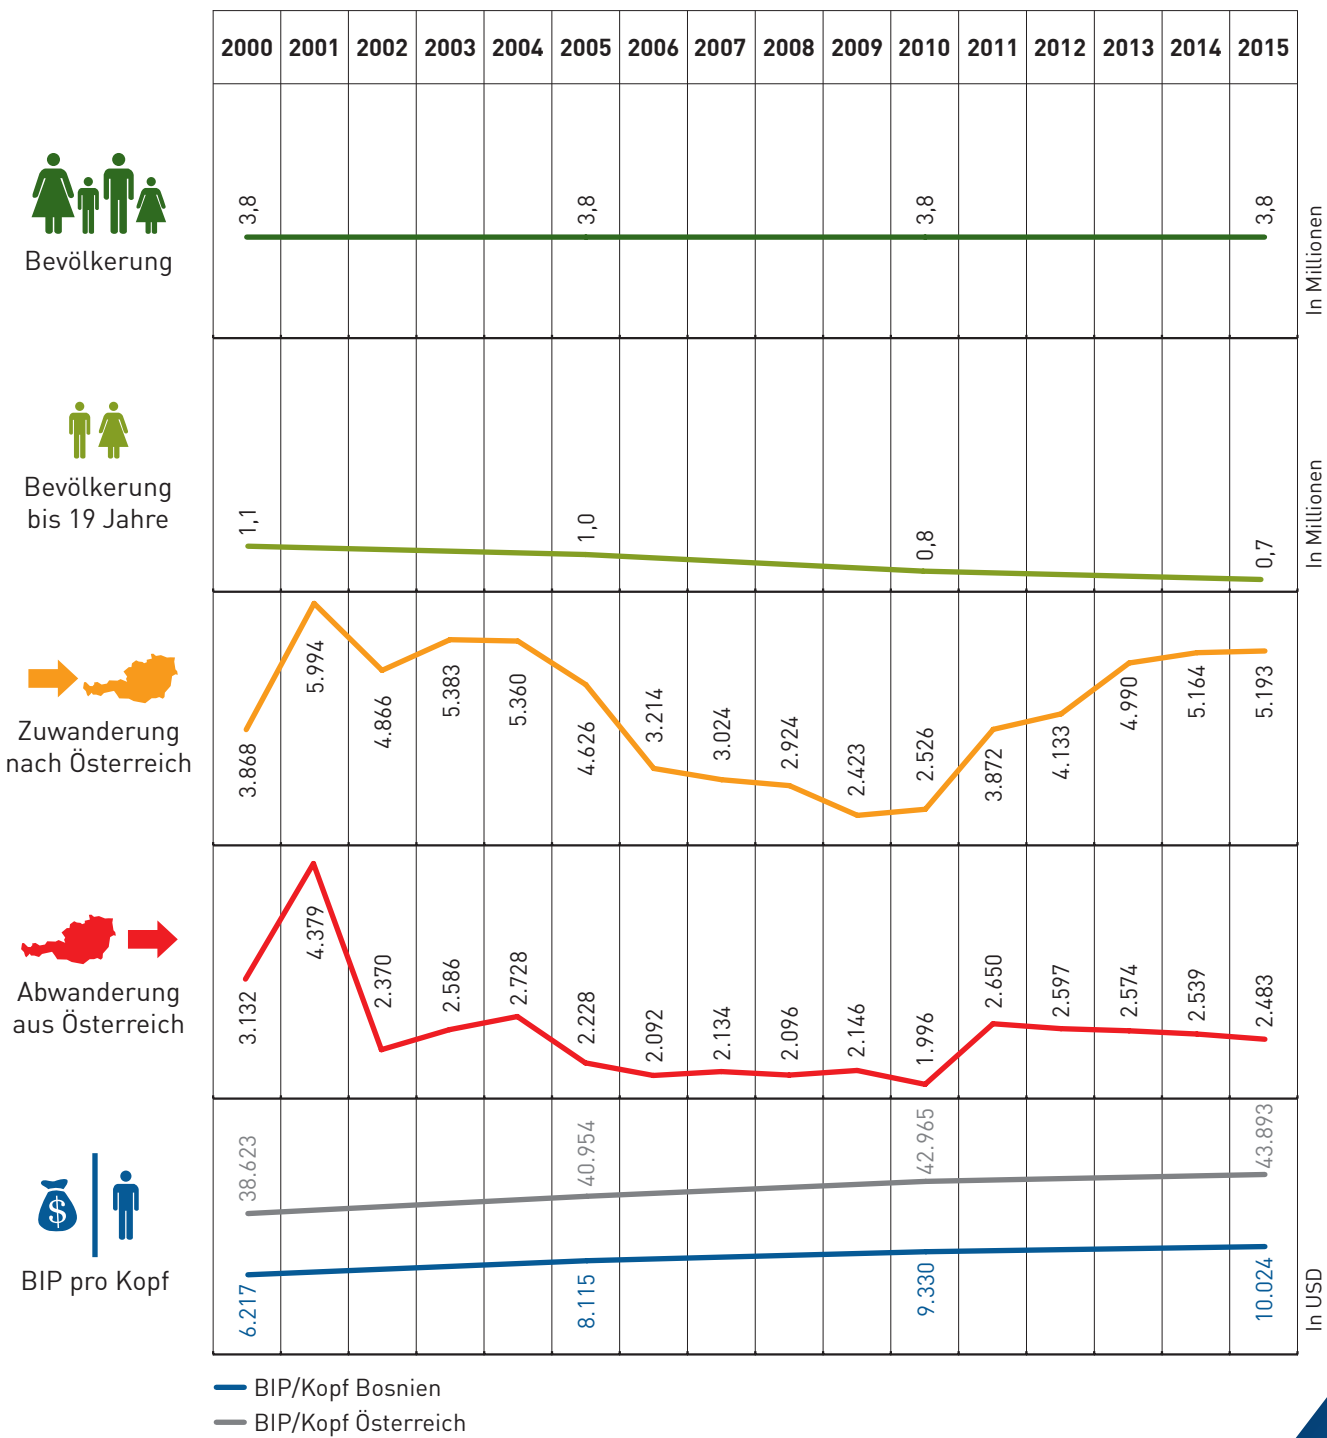 2000 2001 2002 2003 2004 2005 2006 2007 2008 2009 2010 2011 2012 2013 2014 2015
3,8 3,8 3,8 3,8
Bevölkerung
In Millionen
1,1 1,0 0,8 0,7
Bevölkerung
bis 19 Jahre
In Millionen
3.868 5.994 4.866 5.383 5.360 4.626 3.214 3.024 2.924 2.423 2.526 3.872 4.133 4.990 5.164 5.193
Zuwanderung
nach Österreich
3.132 4.379 2.370 2.586 2.728 2.228 2.092 2.134 2.096 2.146 1.996 2.650 2.597 2.574 2.539 2.483
Abwanderung
aus Österreich
38.623 40.954 42.965 43.893
$
BIP pro Kopf
6.217 8.115 9.330 10.024
In USD
BIP/Kopf Bosnien
BIP/Kopf Österreich